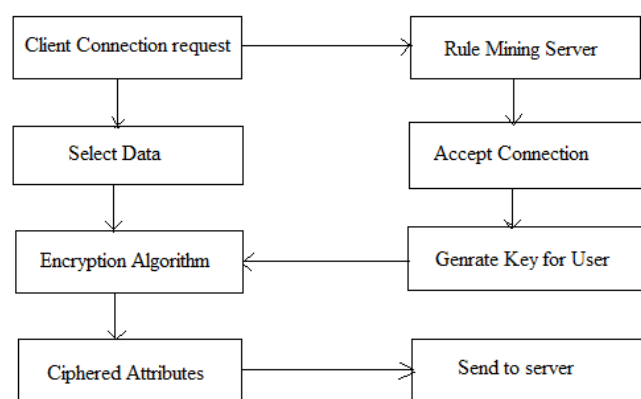 Client Connection request
Rule Mining Server
Select Data
Accept Connection
Encryption Algorithm
Genrate Key for User
Ciphered Attributes
Send to server